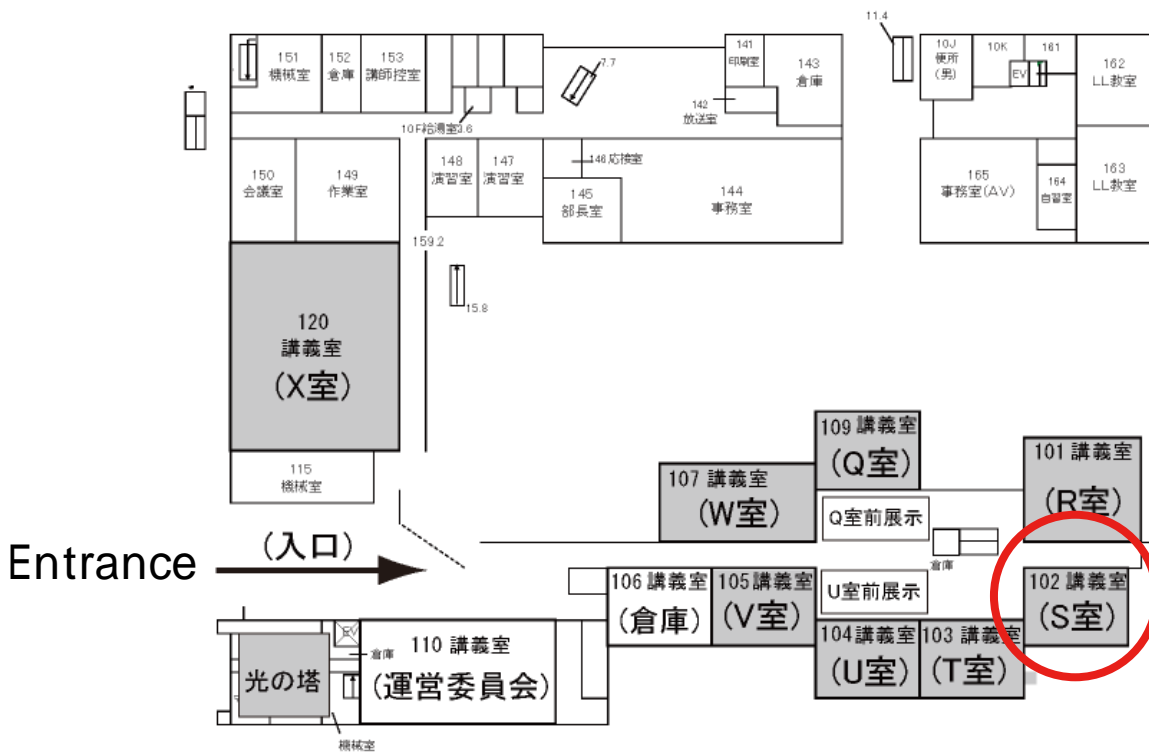 11.4
151
機械室
152
倉庫
153
講師控室
7.7
141
印刷室
143
倉庫
142
放送室
10J
便所
(男)
10K
161
EV
162
LL教室
10F給湯室3.6
150
会議室
149
作業室
148
演習室
147
演習室
146 応接室
145
部長室
144
事務室
165
事務室(AV)
164
自習室
163
LL教室
159.2
15.8
120
講義室
(X室)
115
機械室
109 講義室
(Q室)
107 講義室
(W室)
101
講義室
(R室)
Q室前展示
倉庫
Entrance
(入口)
106 講義室
(倉庫)
105講義室
(V室)
U室前展示
102 講義室
(S室)
104講義室
(U室)
103 講義室
(T室)
EV
倉庫
光の塔
110 講義室
(運営委員会)
機械室